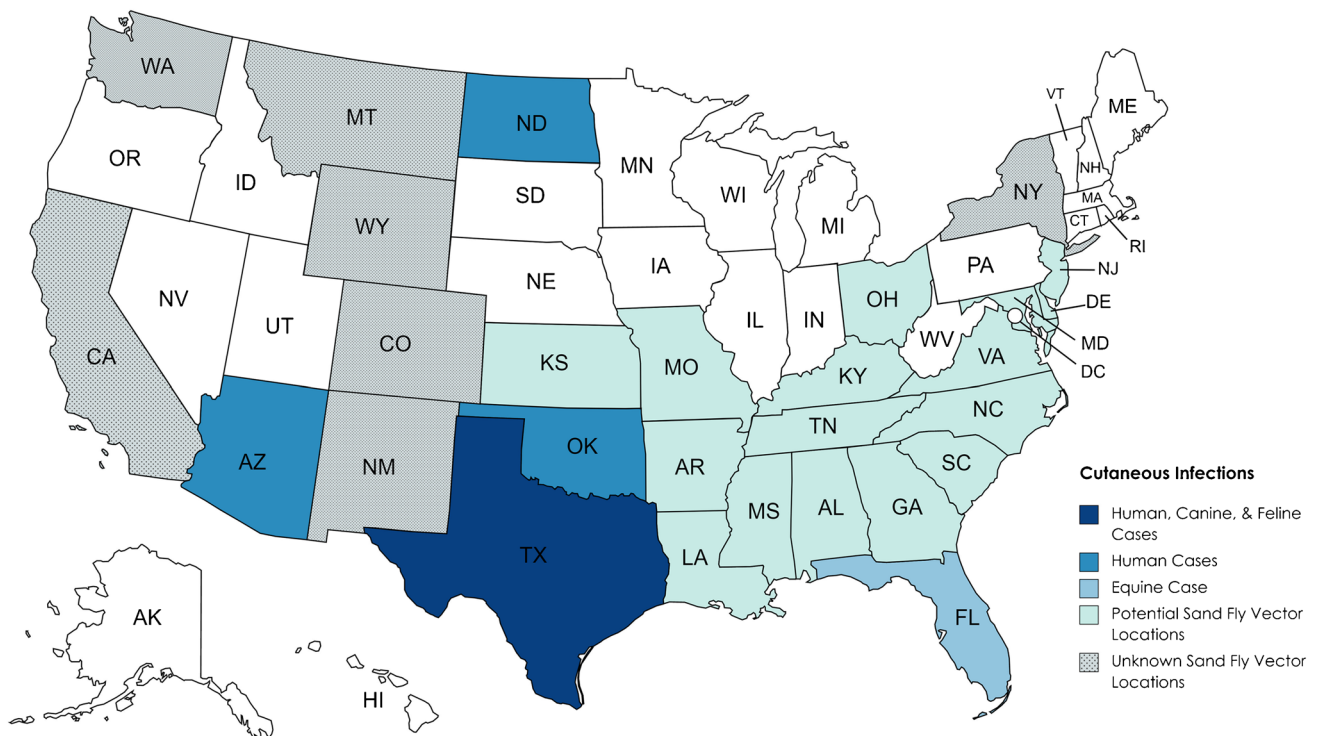 WA
MT
ND
MN
ME
VT
NH
OR
ID
SD
WI
MI
NY
MA
CT
RI
WY
IA
PA
NJ
NE
NV
UT
IL
IN
OH
DE
CO
KS
MO
WV
VA
MD
DC
CA
KY
NC
TN
AZ
NM
OK
AR
SC
MS
AL
GA
TX
LA
FL
AK
HI
Cutaneous Infections
Human, Canine, & Feline
Cases
Human Cases
Equine Case
Potential Sand Fly Vector
Locations
Unknown Sand Fly Vector
Locations